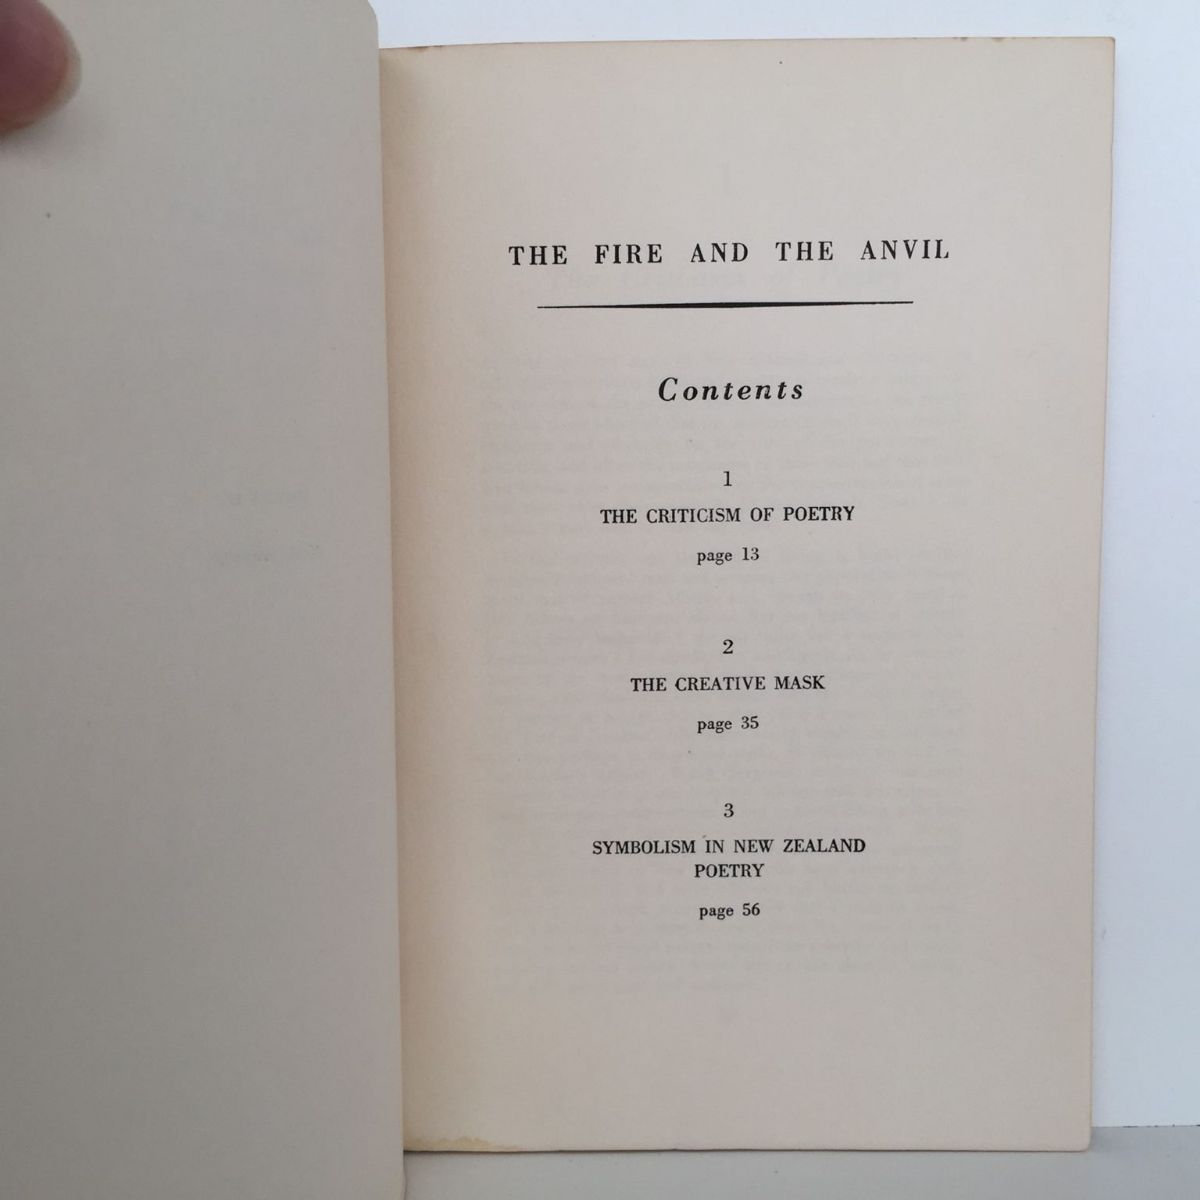 THE FIRE AND THE ANVIL
Contents
1
THE CRITICISM OF POETRY
page 13
2
THE CREATIVE MASK
page 35
3
SYMBOLISM IN NEW ZEALAND
POETRY
page 56